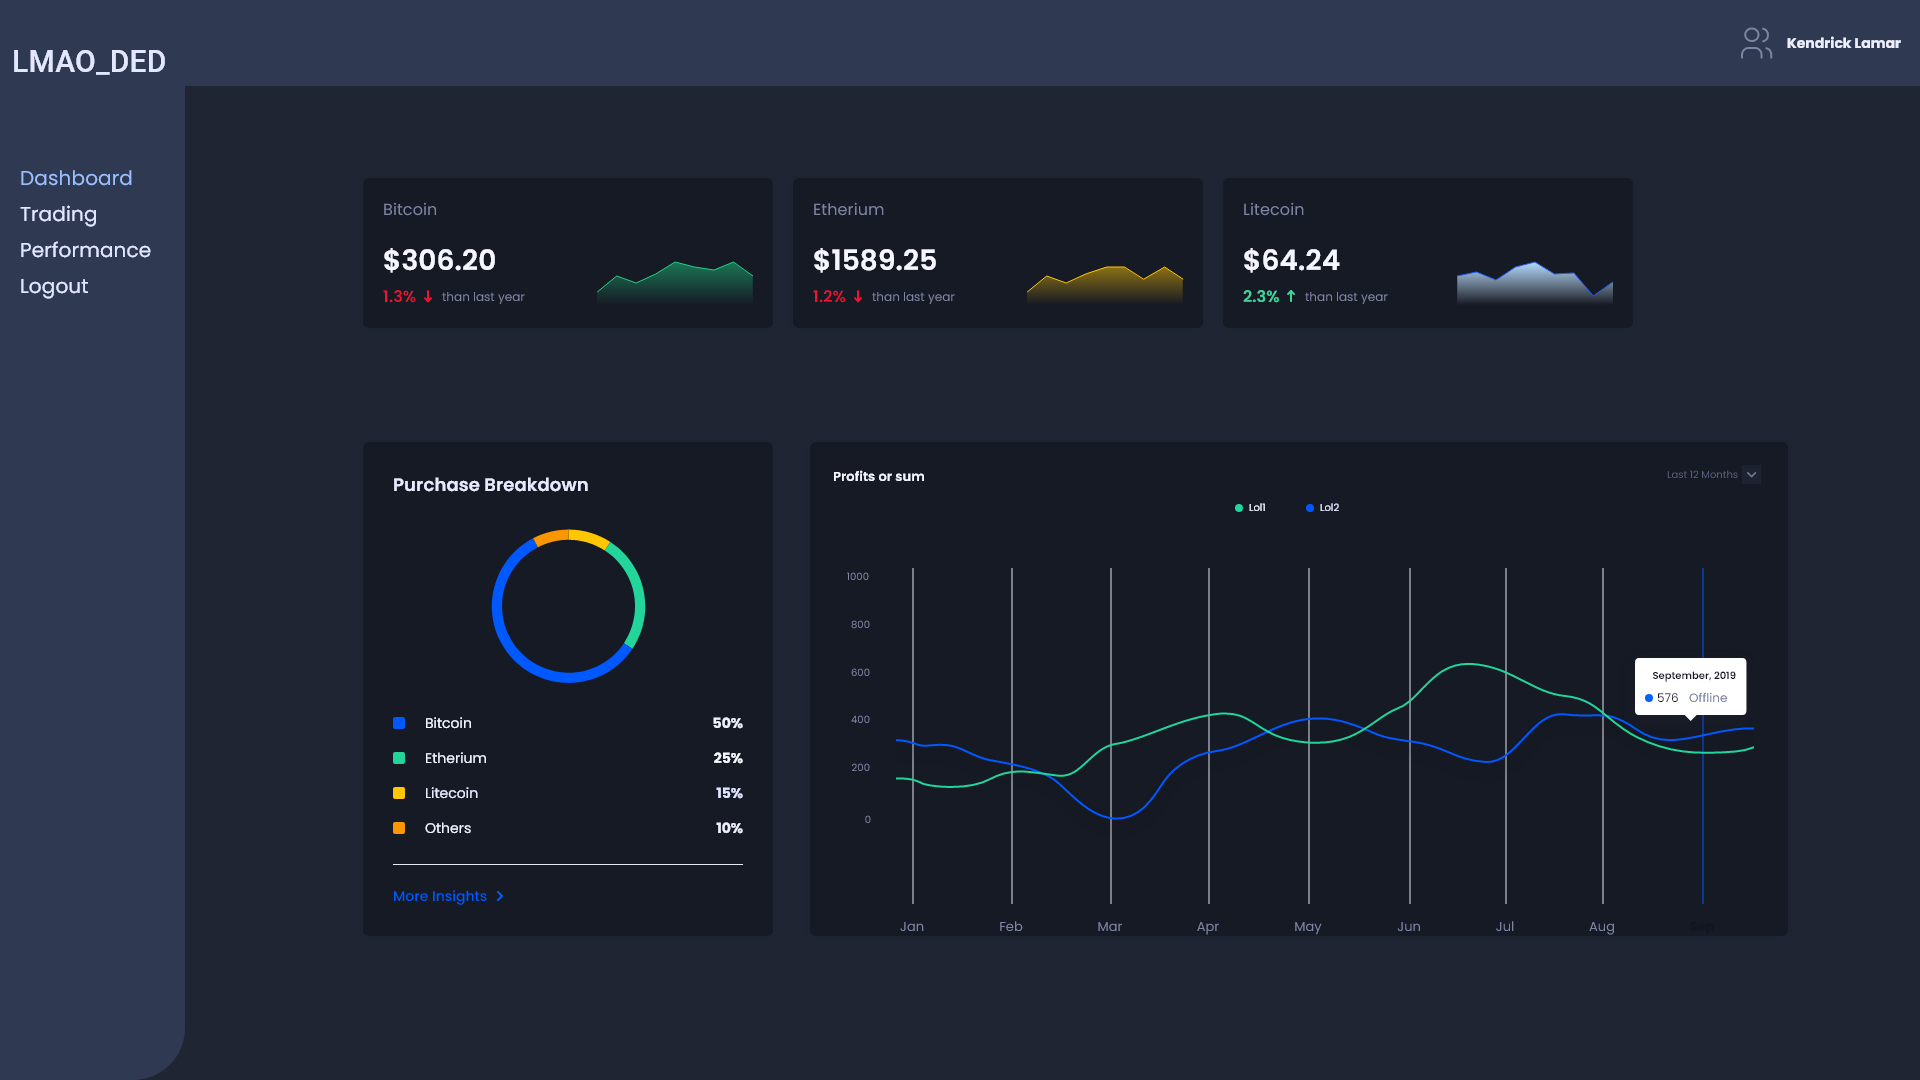 LMAO_DED
Kendrick Lamar
Dashboard
Trading
Performance
Logout
Bitcoin
$306.20
1.3% ↓ than last year
Etherium
$1589.25
1.2% ↓ than last year
Litecoin
$64.24
2.3% ↑ than last year
Purchase Breakdown
Bitcoin 50%
Etherium 25%
Litecoin 15%
Others 10%
More Insights
Profits or sum
Last 12 Months
Lol1 Lol2
1000
800
600
400
200
0
September, 2019
576 Offline
Jan Feb Mar Apr May Jun Jul Aug